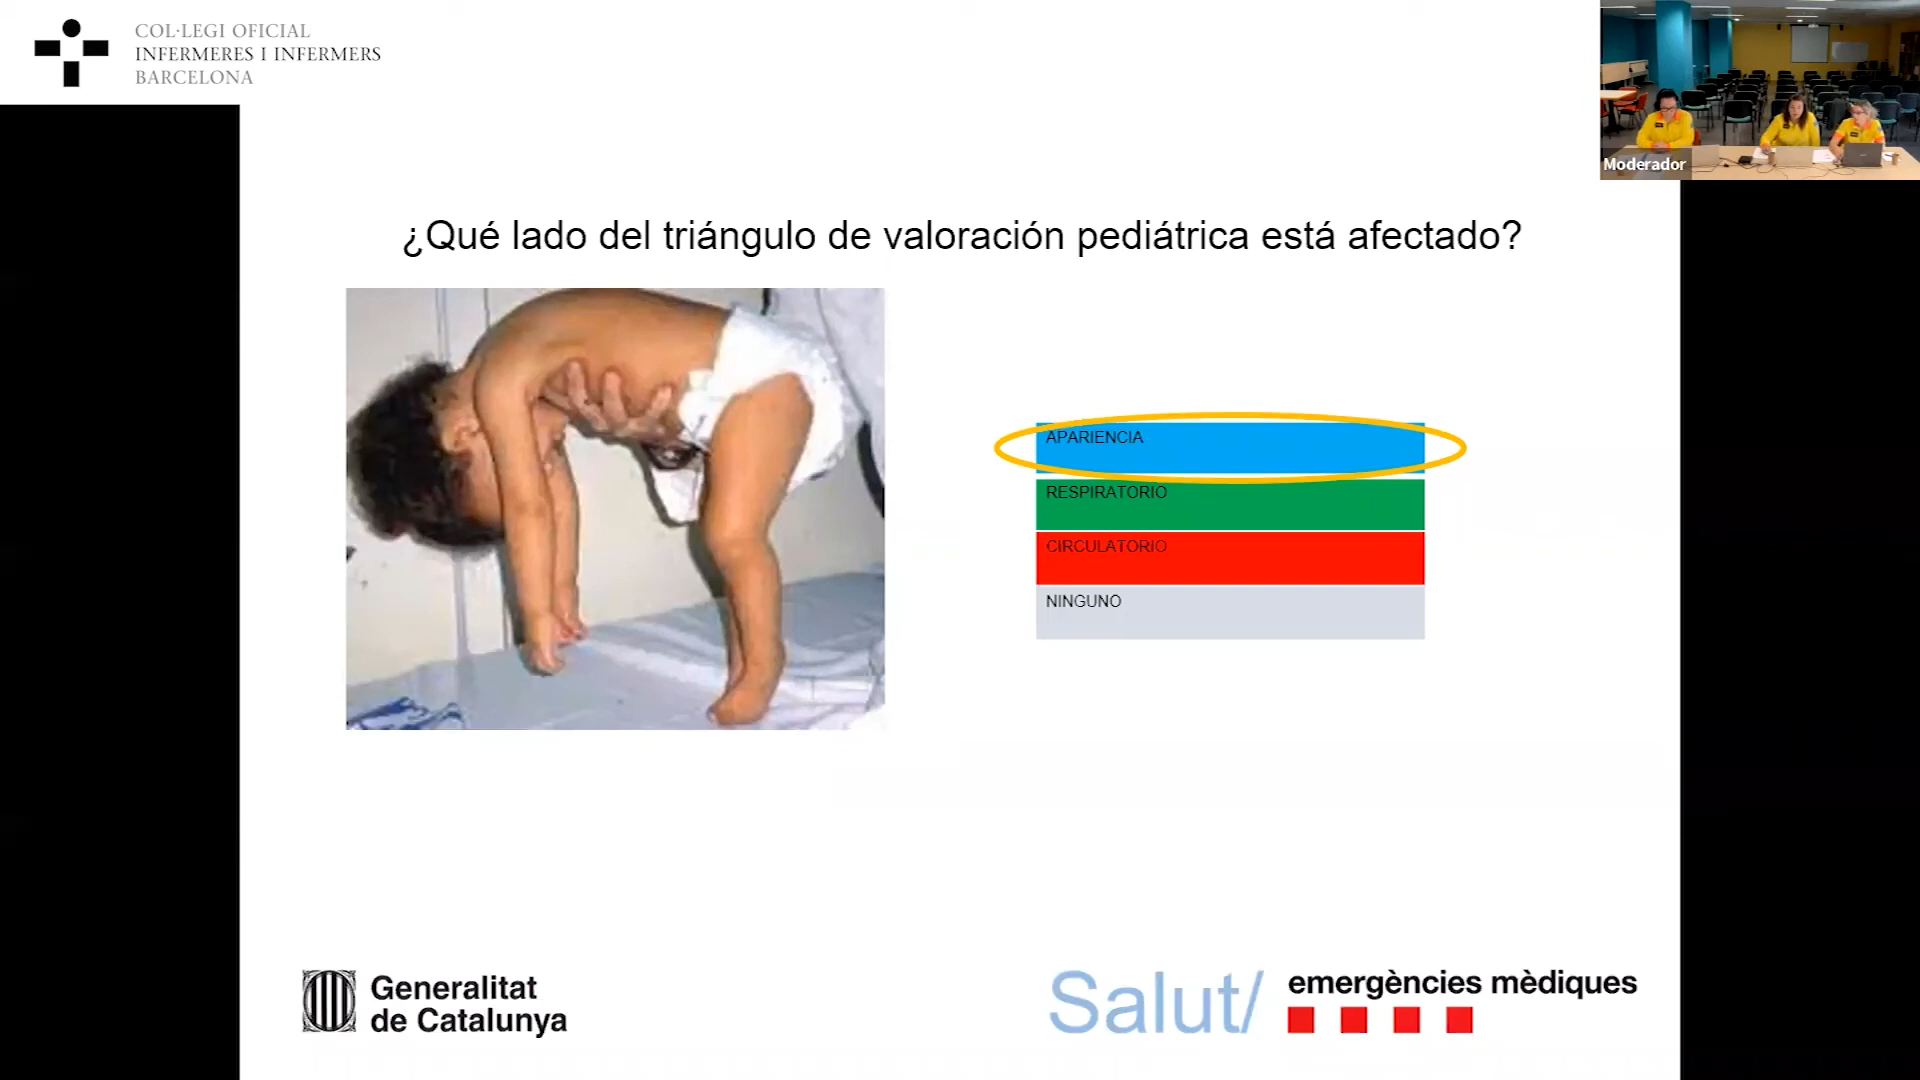 COL·LEGI OFICIAL
INFERMERES I INFERMERS
BARCELONA
Moderador
¿Qué lado del triángulo de valoración pediátrica está afectado?
APARIENCIA
RESPIRATORIO
CIRCULATORIO
NINGUNO
Generalitat
de Catalunya
Salut/
emergències mèdiques